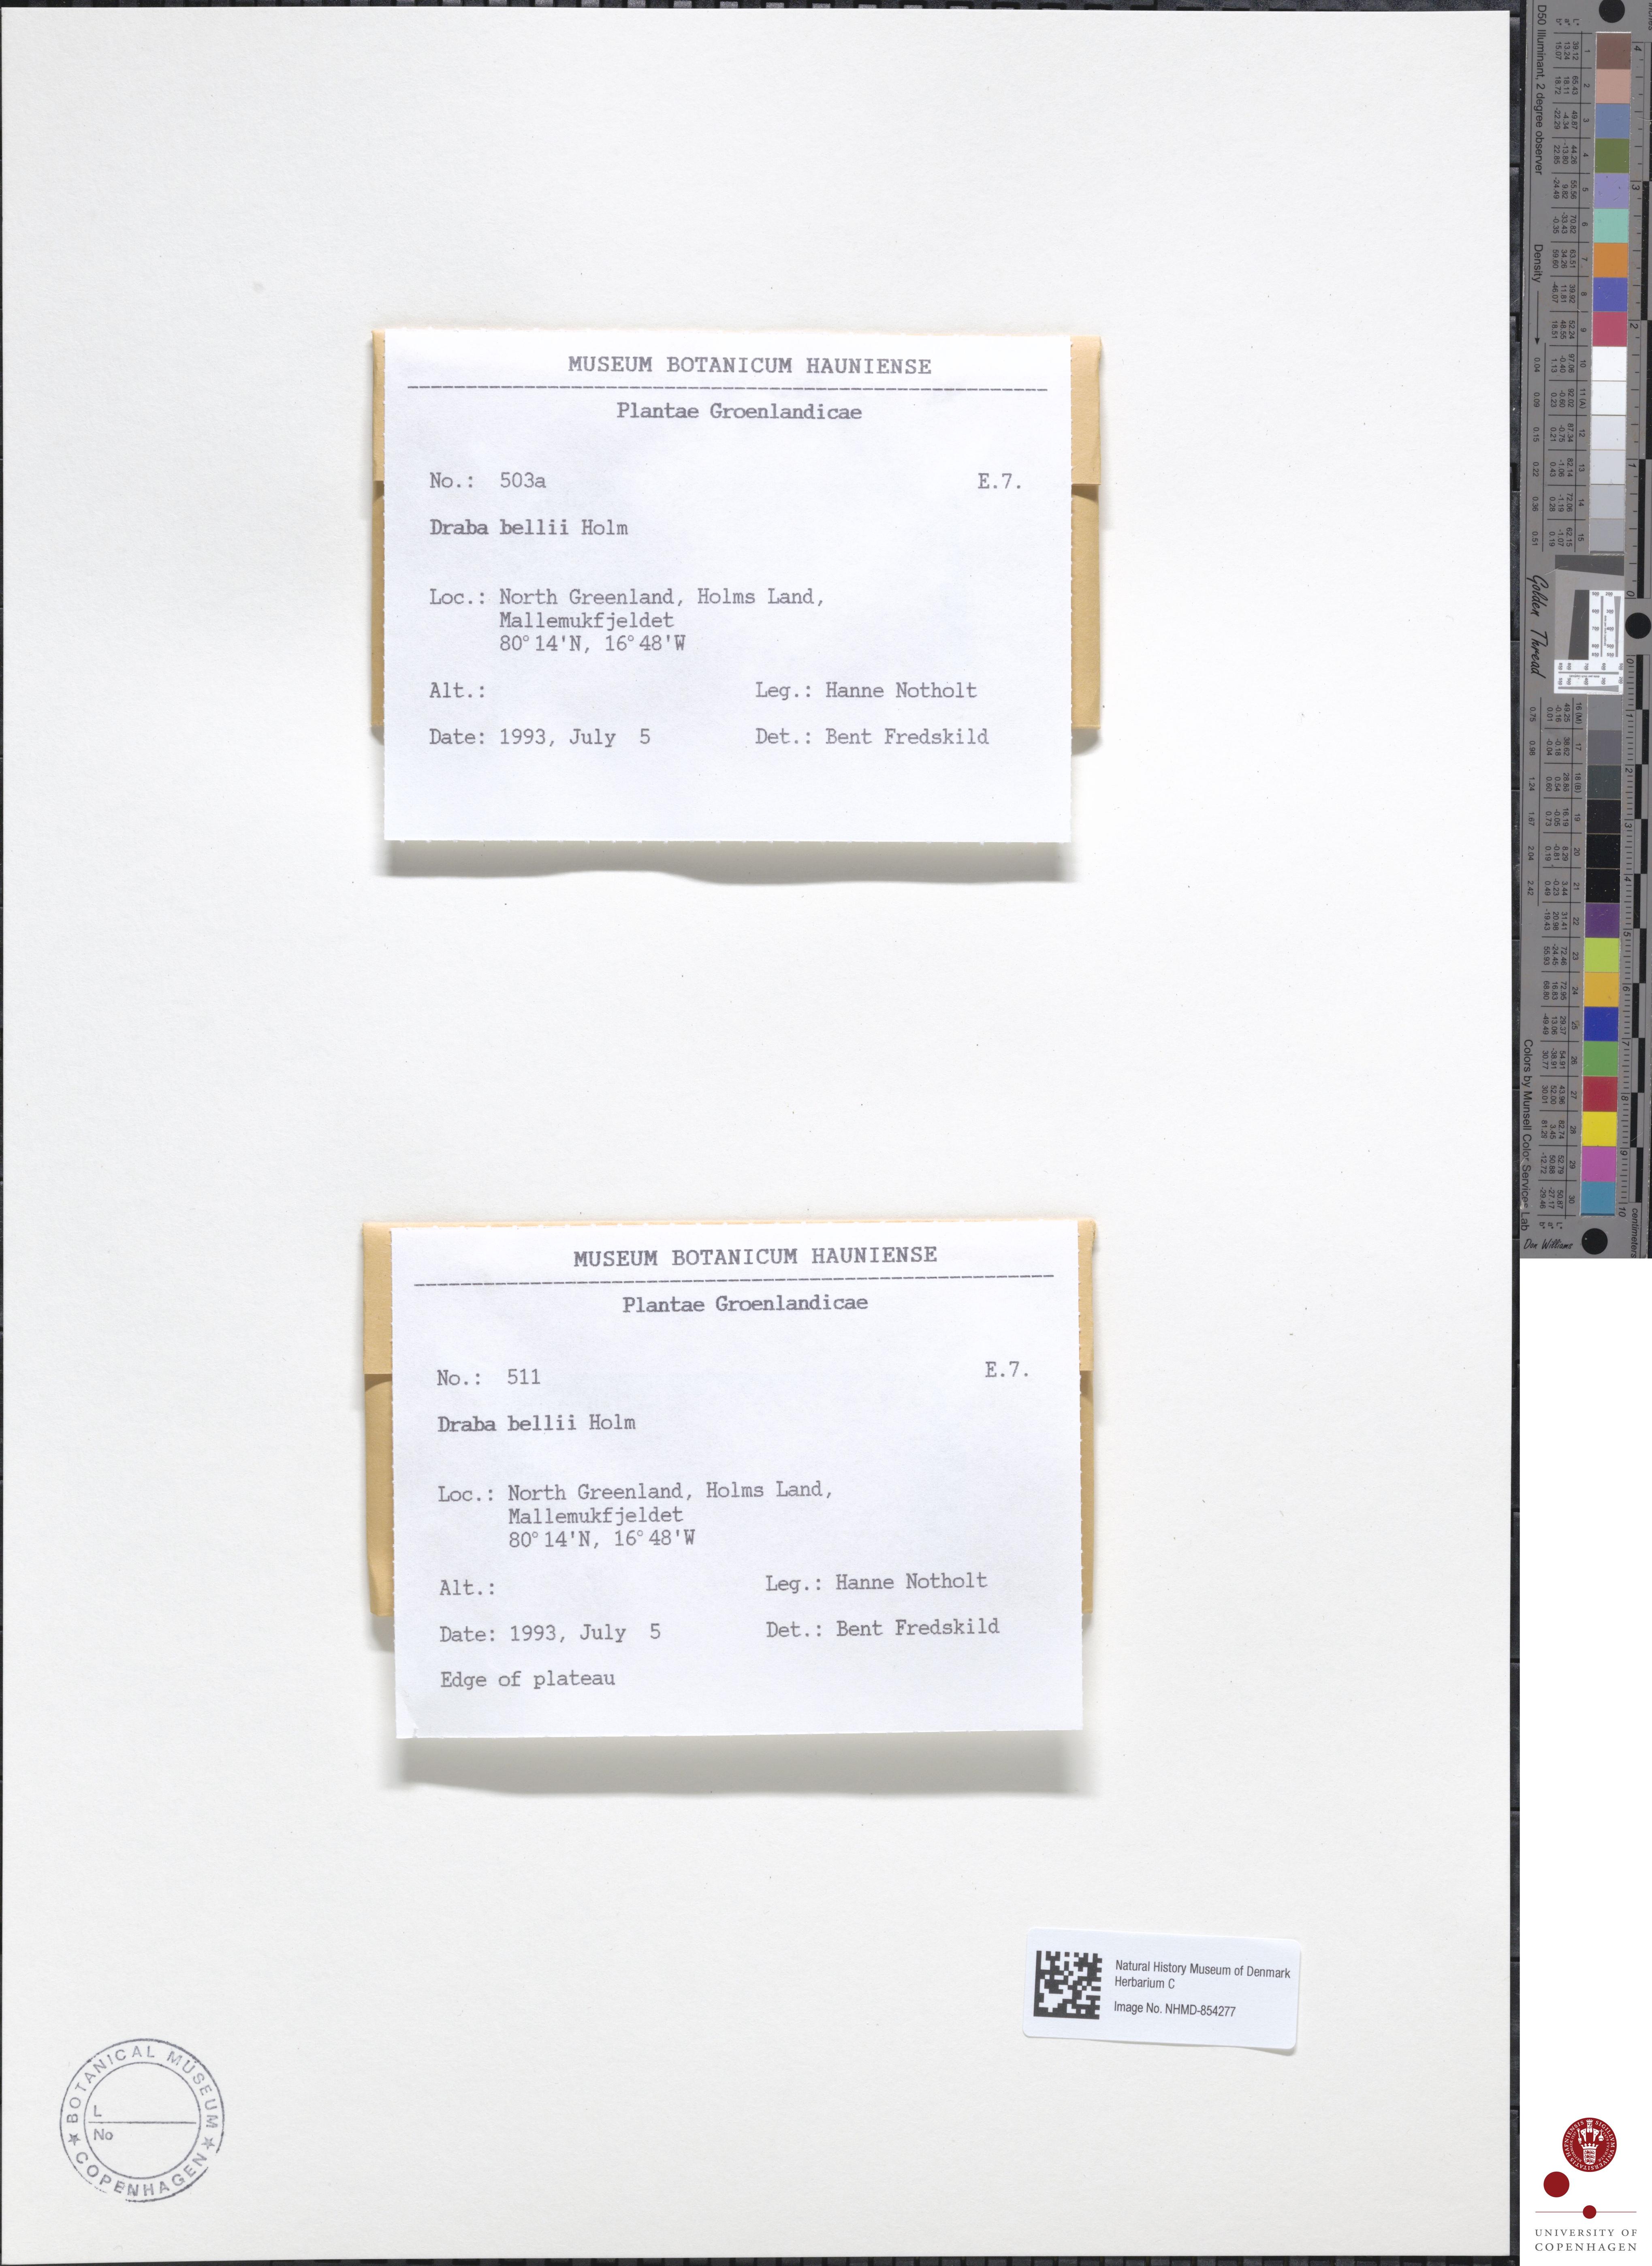 MUSEUM BOTANICUM HAUNIENSE
Plantae Groenlandicae
No.: 503a E.7.
Draba bellii Holm
Loc.: North Greenland, Holms Land,
Mallemukfjeldet
80°14'N, 16°48'W
Alt.: Leg.: Hanne Notholt
Date: 1993, July 5 Det.: Bent Fredskild
MUSEUM BOTANICUM HAUNIENSE
Plantae Groenlandicae
No.: 511 E.7.
Draba bellii Holm
Loc.: North Greenland, Holms Land,
Mallemukfjeldet
80°14'N, 16°48'W
Alt.: Leg.: Hanne Notholt
Date: 1993, July 5 Det.: Bent Fredskild
Edge of plateau
Natural History Museum of Denmark
Herbarium C
Image No. NHMD-854277
BOTANICAL MUSEUM
L
No
COPENHAGEN
D50 Illuminant, 2 degree observer
Density
Golden Thread
Colors by Munsell Color Services Lab
Don Williams
centimeters
UNIVERSITY OF
COPENHAGEN